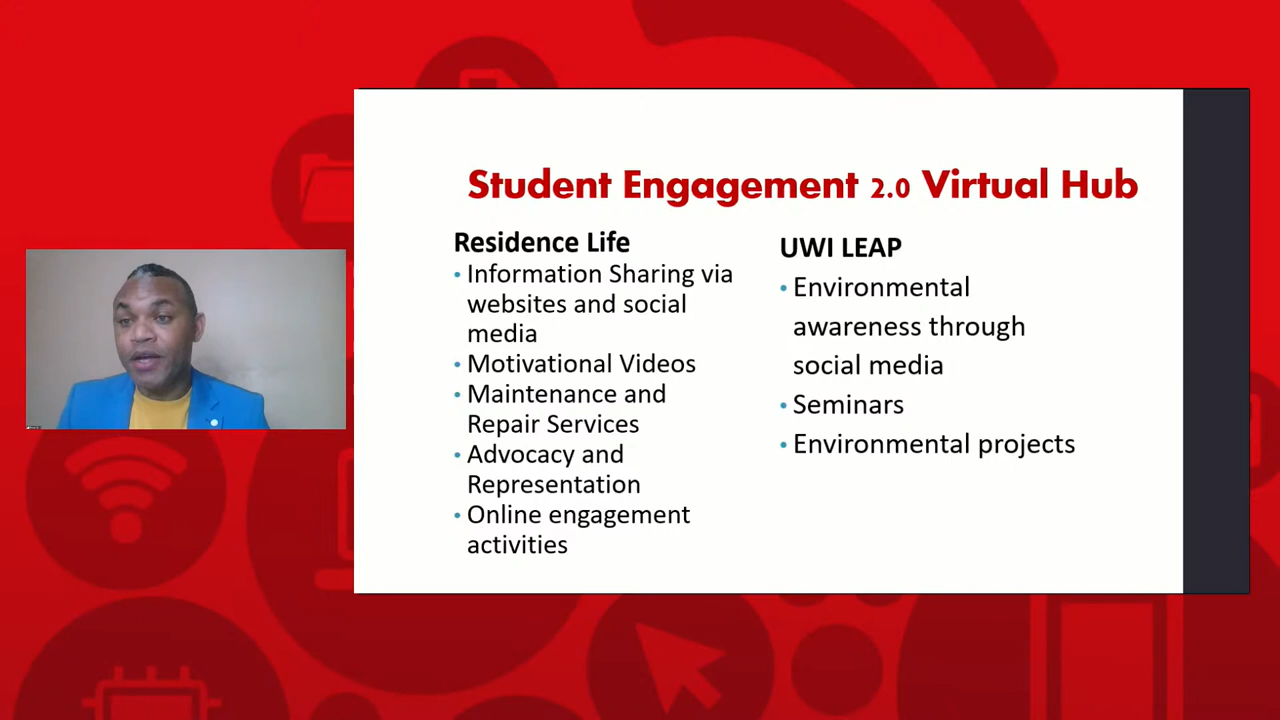 Student Engagement 2.0 Virtual Hub
Residence Life
• Information Sharing via
websites and social
media
• Motivational Videos
• Maintenance and
Repair Services
• Advocacy and
Representation
• Online engagement
activities
UWI LEAP
• Environmental
awareness through
social media
• Seminars
• Environmental projects